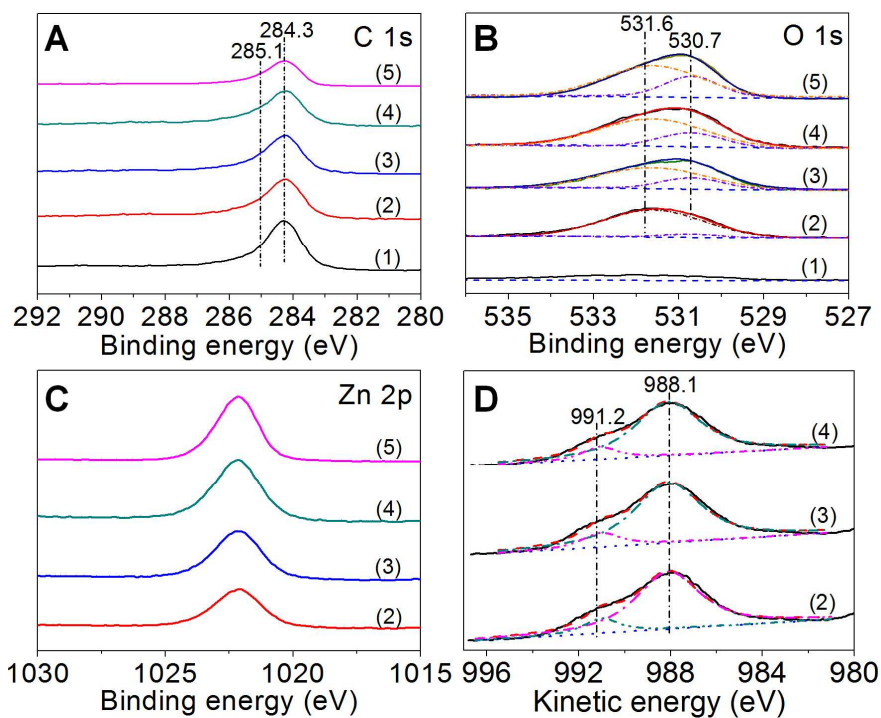 A
C 1s
284.3
285.1
(5)
(4)
(3)
(2)
(1)
292 290 288 286 284 282 280
Binding energy (eV)
B
O 1s
531.6
530.7
(5)
(4)
(3)
(2)
(1)
535 533 531 529 527
Binding energy (eV)
C
Zn 2p
(5)
(4)
(3)
(2)
1030 1025 1020 1015
Binding energy (eV)
D
988.1
991.2
(4)
(3)
(2)
996 992 988 984 980
Kinetic energy (eV)